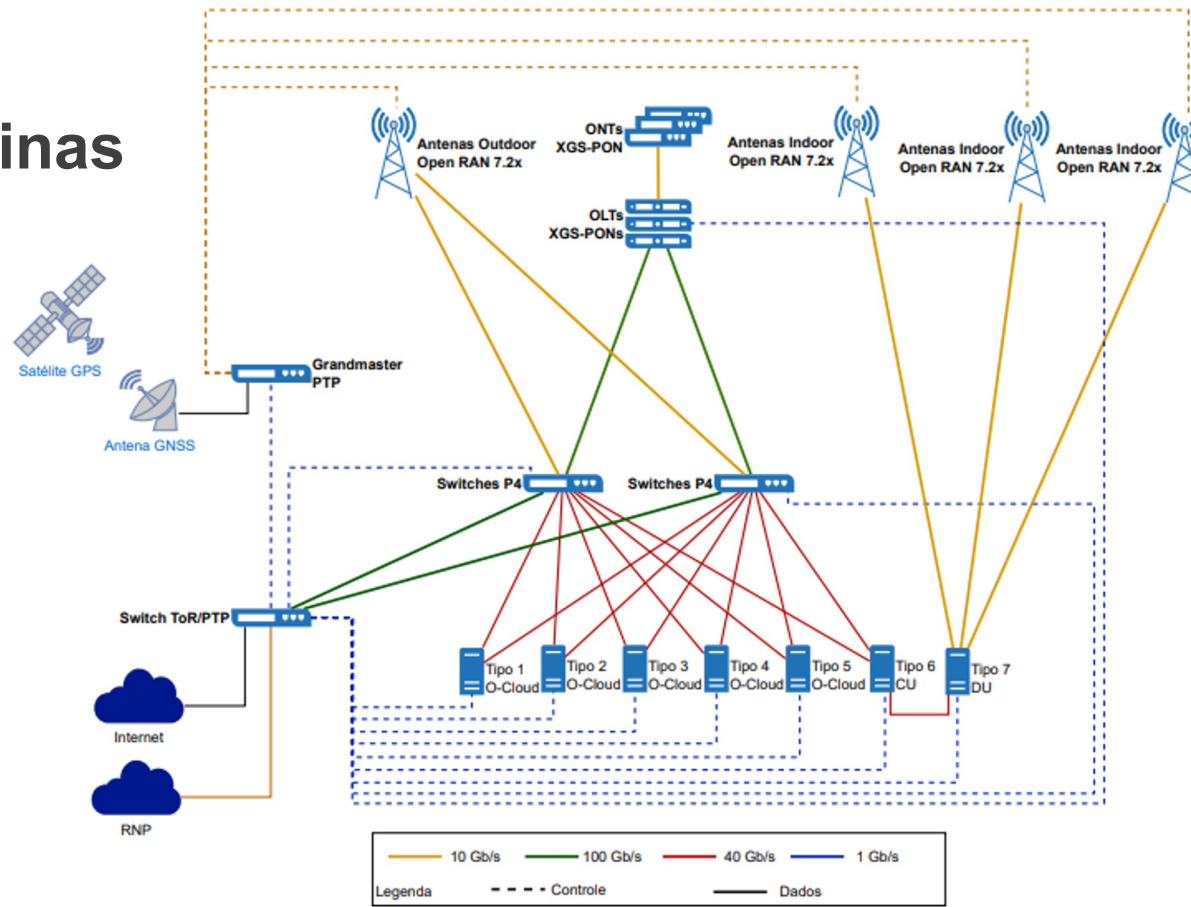 inas
Antenas Outdoor
Open RAN 7.2x
ONTs
XGS-PON
Antenas Indoor
Open RAN 7.2x
Antenas Indoor
Open RAN 7.2x
Antenas Indoor
Open RAN 7.2x
OLTs
XGS-PONs
Satélite GPS
Grandmaster
PTP
Antena GNSS
Switches P4
Switches P4
Switch ToR/PTP
Tipo 1
O-Cloud
Tipo 2
O-Cloud
Tipo 3
O-Cloud
Tipo 4
O-Cloud
Tipo 5
O-Cloud
Tipo 6
CU
Tipo 7
DU
Internet
RNP
10 Gb/s
100 Gb/s
40 Gb/s
1 Gb/s
Legenda
Controle
Dados